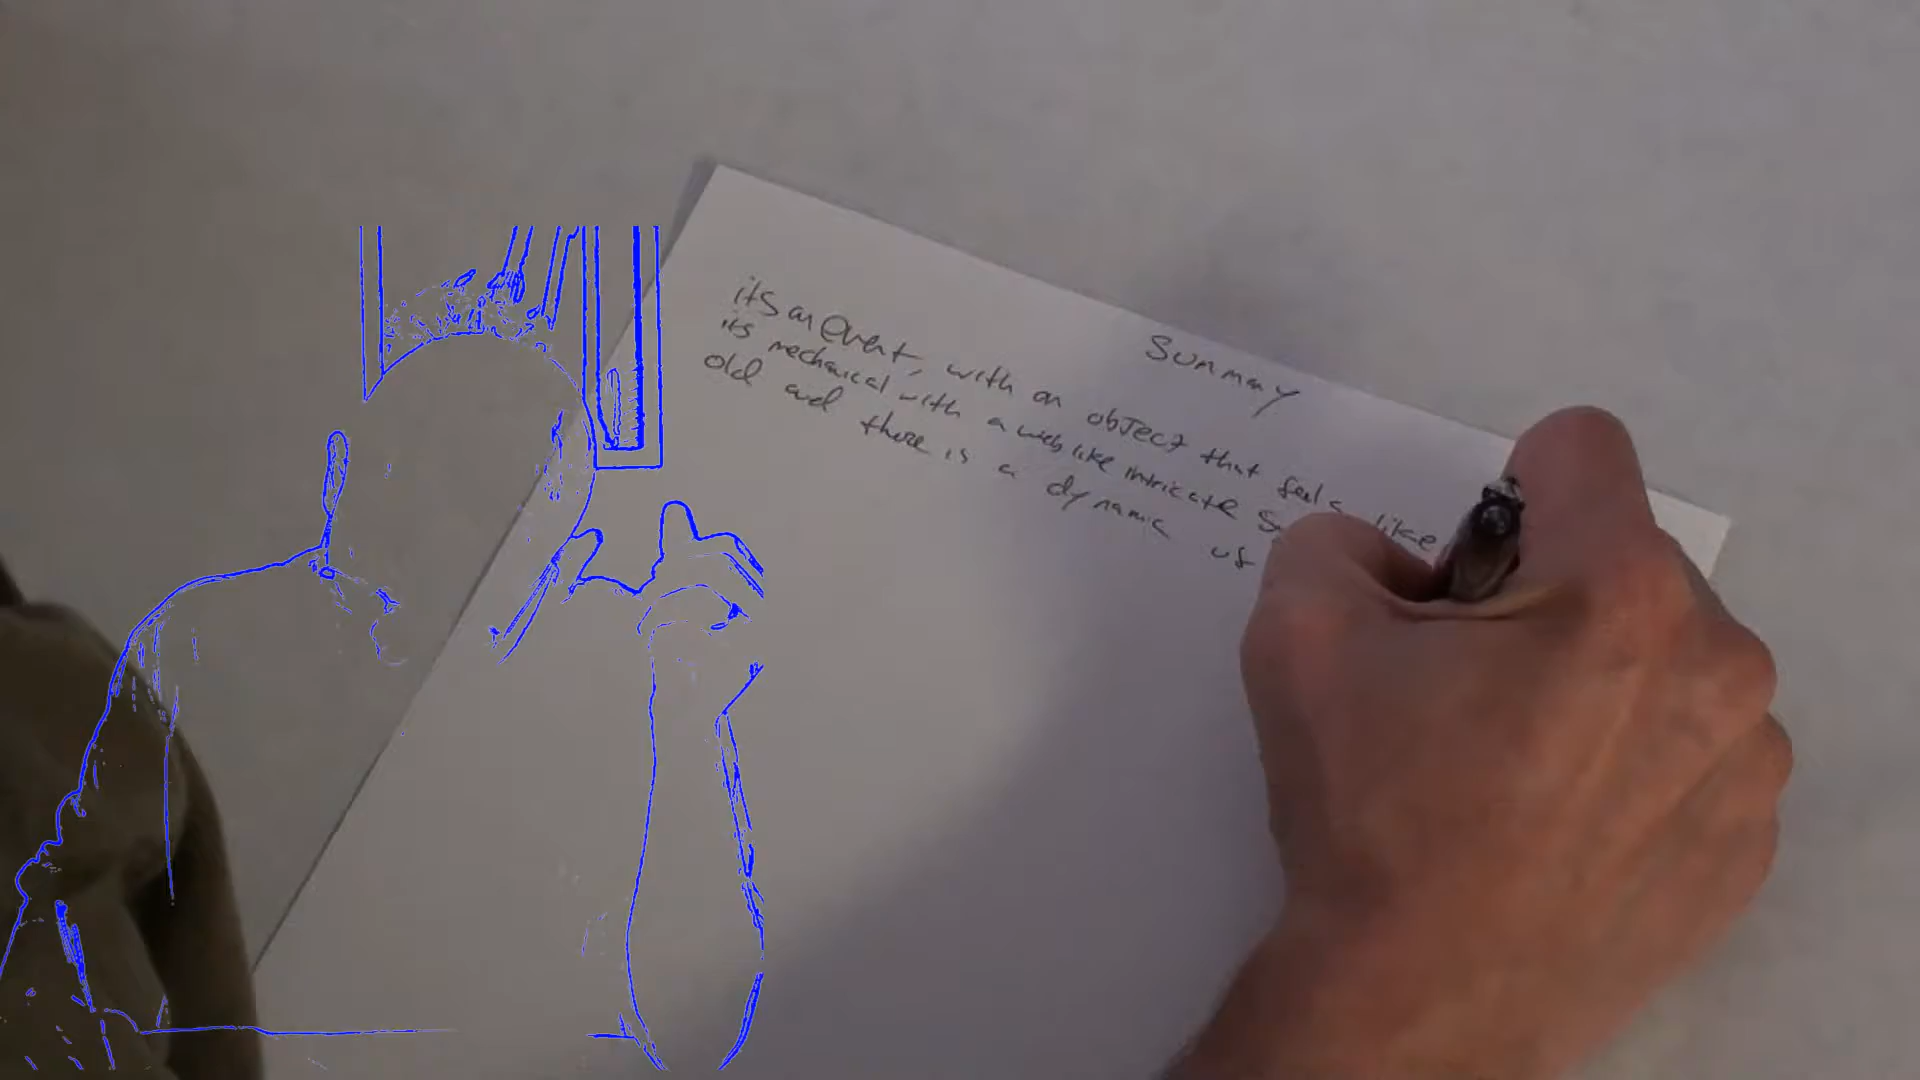 Summary
its an Event, with an object that feels like
its mechanical with a web like intricate
old and there is a dynamic of